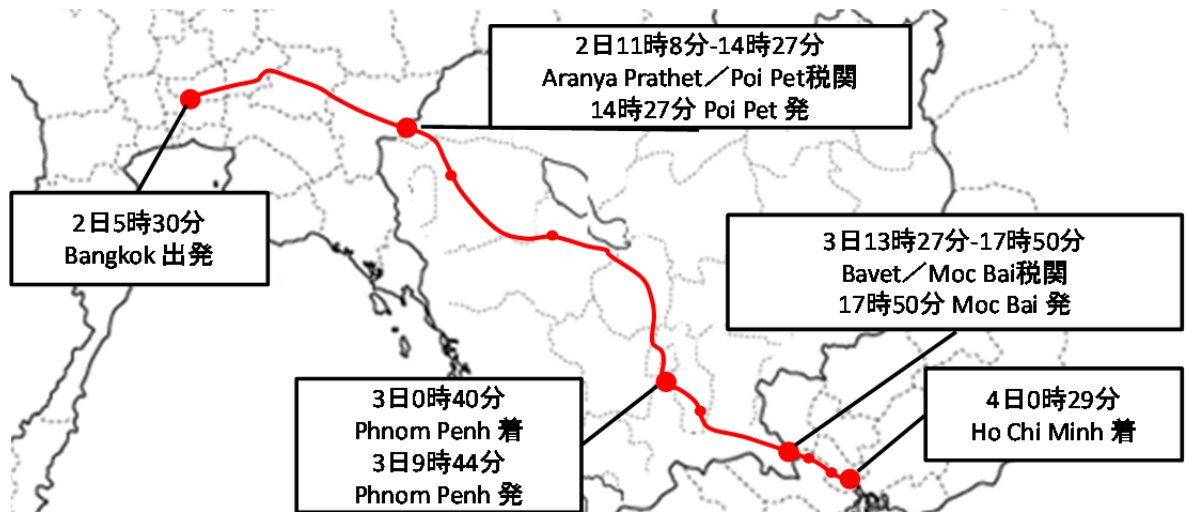 2日11時8分-14時27分
Aranya Prathet／Poi Pet税関
14時27分 Poi Pet 発
2日5時30分
Bangkok 出発
3日13時27分-17時50分
Bavet／Moc Bai税関
17時50分 Moc Bai 発
3日0時40分
Phnom Penh 着
3日9時44分
Phnom Penh 発
4日0時29分
Ho Chi Minh 着